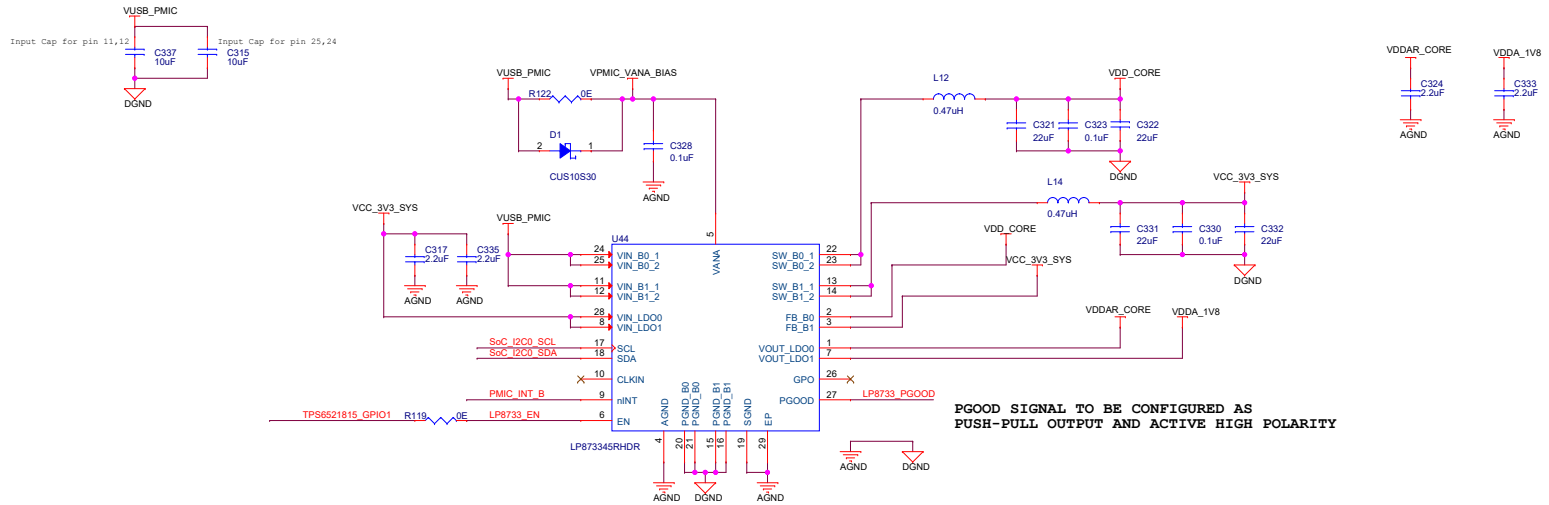 VUSB_PMIC
Input Cap for pin 11,12
C337
10uF
Input Cap for pin 25,24
C315
10uF
DGND
VUSB_PMIC
VPMIC_VANA_BIAS
R122
0E
D1
2
1
CUS10S30
C328
0.1uF
AGND
L12
0.47uH
VDD_CORE
C321
22uF
C323
0.1uF
C322
22uF
DGND
VDDAR_CORE
C324
2.2uF
AGND
VDDA_1V8
C333
2.2uF
AGND
L14
0.47uH
VCC_3V3_SYS
C331
22uF
C330
0.1uF
C332
22uF
DGND
VCC_3V3_SYS
C317
2.2uF
C335
2.2uF
AGND
AGND
VUSB_PMIC
U44
5
VANA
24
VIN_B0_1
25
VIN_B0_2
11
VIN_B1_1
12
VIN_B1_2
28
VIN_LDO0
8
VIN_LDO1
SoC_I2C0_SCL
17
SCL
SoC_I2C0_SDA
18
SDA
10
CLKIN
PMIC_INT_B
9
nINT
TPS6521815_GPIO1
R119
0E
LP8733_EN
6
EN
SW_B0_1
22
SW_B0_2
23
SW_B1_1
13
SW_B1_2
14
FB_B0
2
FB_B1
3
VOUT_LDO0
1
VOUT_LDO1
7
GPO
26
PGOOD
27
LP8733_PGOOD
VDD_CORE
VCC_3V3_SYS
VDDAR_CORE
VDDA_1V8
AGND
PGND_B0
PGND_B0
PGND_B1
PGND_B1
SGND
EP
4
20
21
15
16
19
29
LP873345RHDR
AGND
DGND
AGND
PGOOD SIGNAL TO BE CONFIGURED AS
PUSH-PULL OUTPUT AND ACTIVE HIGH POLARITY
AGND
DGND